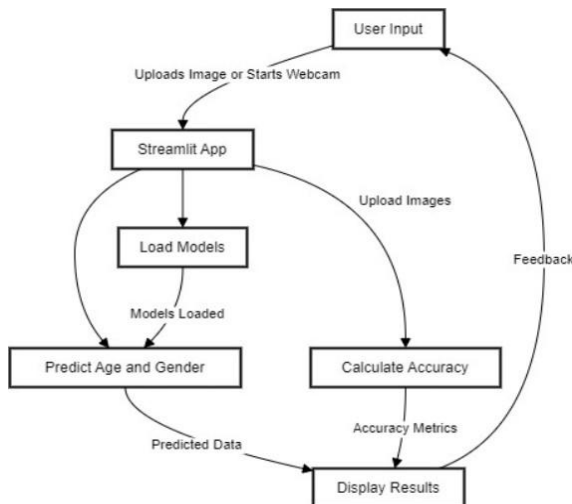 User Input
Uploads Image or Starts Webcam
Streamlit App
Upload Images
Load Models
Feedback
Models Loaded
Predict Age and Gender
Calculate Accuracy
Accuracy Metrics
Predicted Data
Display Results